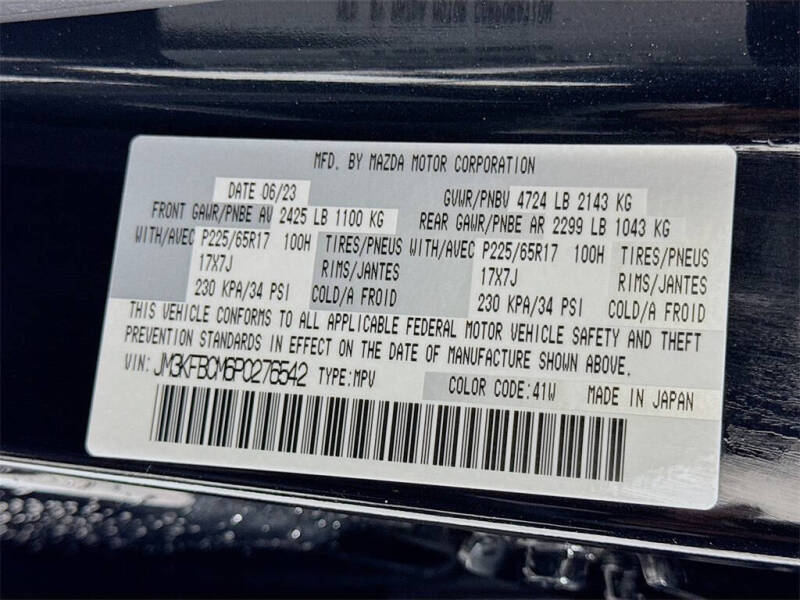 MFD. BY MAZDA MOTOR CORPORATION
DATE 06/23 GVWR/PNBV 4724 LB 2143 KG
FRONT GAWR/PNBE AV 2425 LB 1100 KG REAR GAWR/PNBE AR 2299 LB 1043 KG
WITH/AVEC P225/65R17 100H TIRES/PNEUS WITH/AVEC P225/65R17 100H TIRES/PNEUS
17X7J RIMS/JANTES 17X7J RIMS/JANTES
230 KPA/34 PSI COLD/A FROID 230 KPA/34 PSI COLD/A FROID
THIS VEHICLE CONFORMS TO ALL APPLICABLE FEDERAL MOTOR VEHICLE SAFETY AND THEFT
PREVENTION STANDARDS IN EFFECT ON THE DATE OF MANUFACTURE SHOWN ABOVE.
VIN: JM3KFBCM6P0276542 TYPE:MPV COLOR CODE:41W MADE IN JAPAN